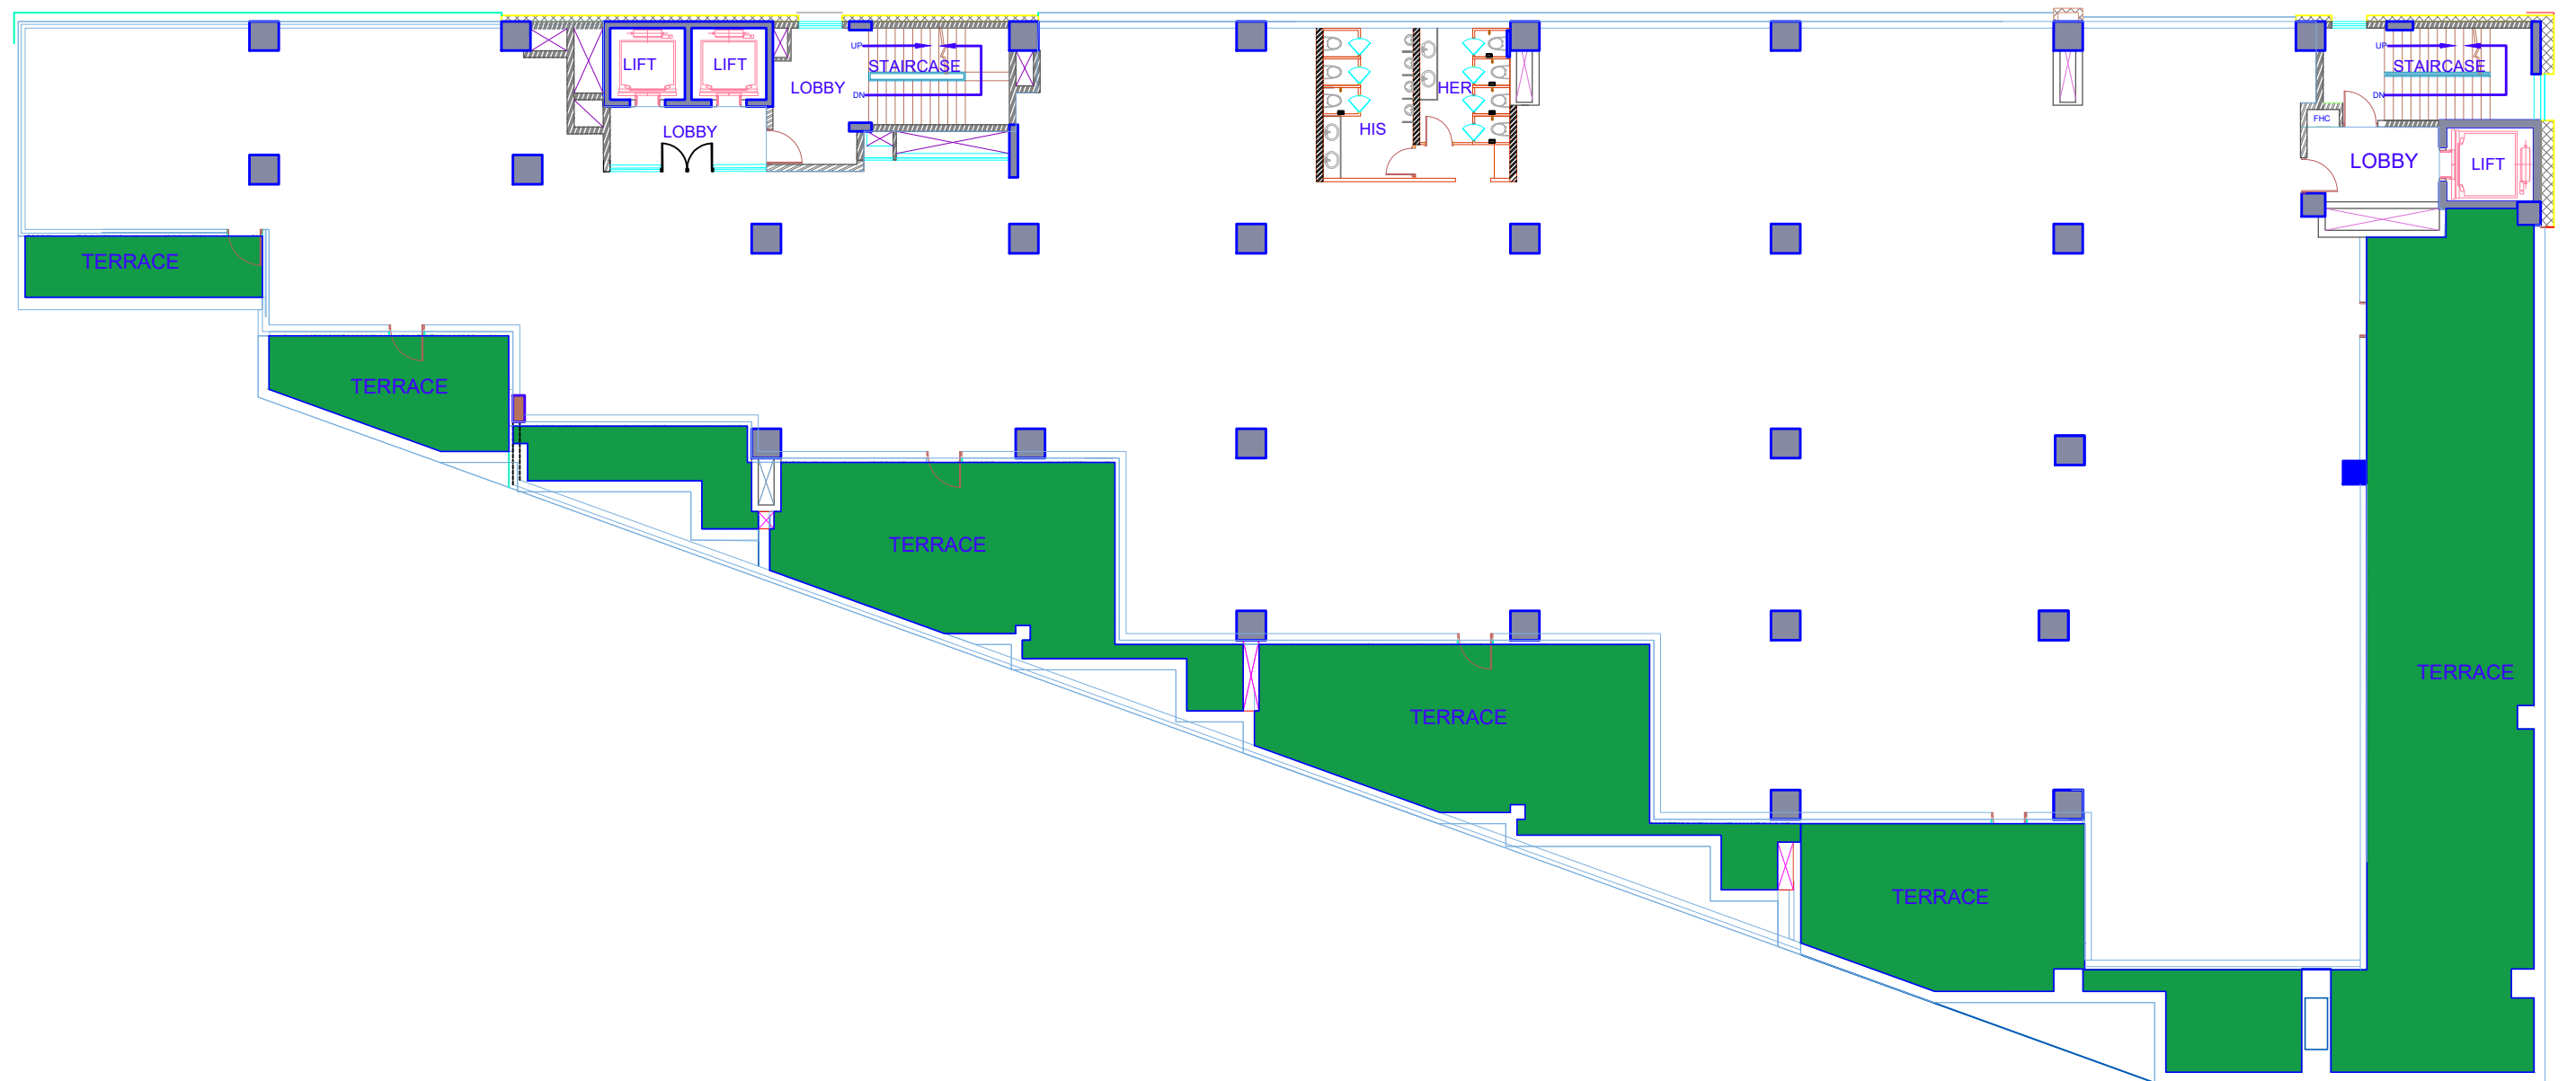 UP
STAIRCASE
DN
LIFT
LIFT
LOBBY
LOBBY
HIS
HER
UP
STAIRCASE
DN
FHC
LOBBY
LIFT
TERRACE
TERRACE
TERRACE
TERRACE
TERRACE
TERRACE